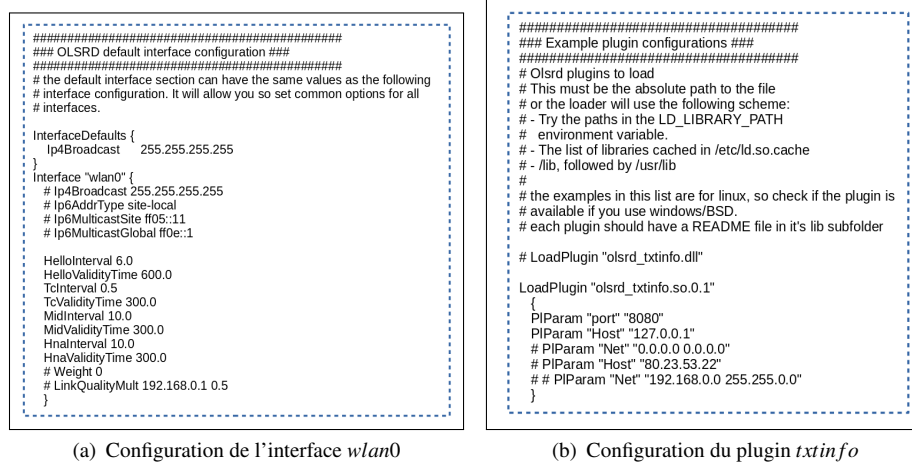 #############################################
### OLSRD default interface configuration ###
#############################################
# the default interface section can have the same values as the following
# interface configuration. It will allow you so set common options for all
# interfaces.
InterfaceDefaults {
Ip4Broadcast 255.255.255.255
}
Interface "wlan0" {
# Ip4Broadcast 255.255.255.255
# Ip6AddrType site-local
# Ip6MulticastSite ff05::11
# Ip6MulticastGlobal ff0e::1
HelloInterval 6.0
HelloValidityTime 600.0
TcInterval 0.5
TcValidityTime 300.0
MidInterval 10.0
MidValidityTime 300.0
HnaInterval 10.0
HnaValidityTime 300.0
# Weight 0
# LinkQualityMult 192.168.0.1 0.5
}
(a) Configuration de l'interface wlan0
#####################################
### Example plugin configurations ###
#####################################
# Olsrd plugins to load
# This must be the absolute path to the file
# or the loader will use the following scheme:
# - Try the paths in the LD_LIBRARY_PATH
# environment variable.
# - The list of libraries cached in /etc/ld.so.cache
# - /lib, followed by /usr/lib
#
# the examples in this list are for linux, so check if the plugin is
# available if you use windows/BSD.
# each plugin should have a README file in it's lib subfolder
# LoadPlugin "olsrd_txtinfo.dll"
LoadPlugin "olsrd_txtinfo.so.0.1"
{
PlParam "port" "8080"
PlParam "Host" "127.0.0.1"
# PlParam "Net" "0.0.0.0 0.0.0.0"
# PlParam "Host" "80.23.53.22"
# # PlParam "Net" "192.168.0.0 255.255.0.0"
}
(b) Configuration du plugin txtinfo